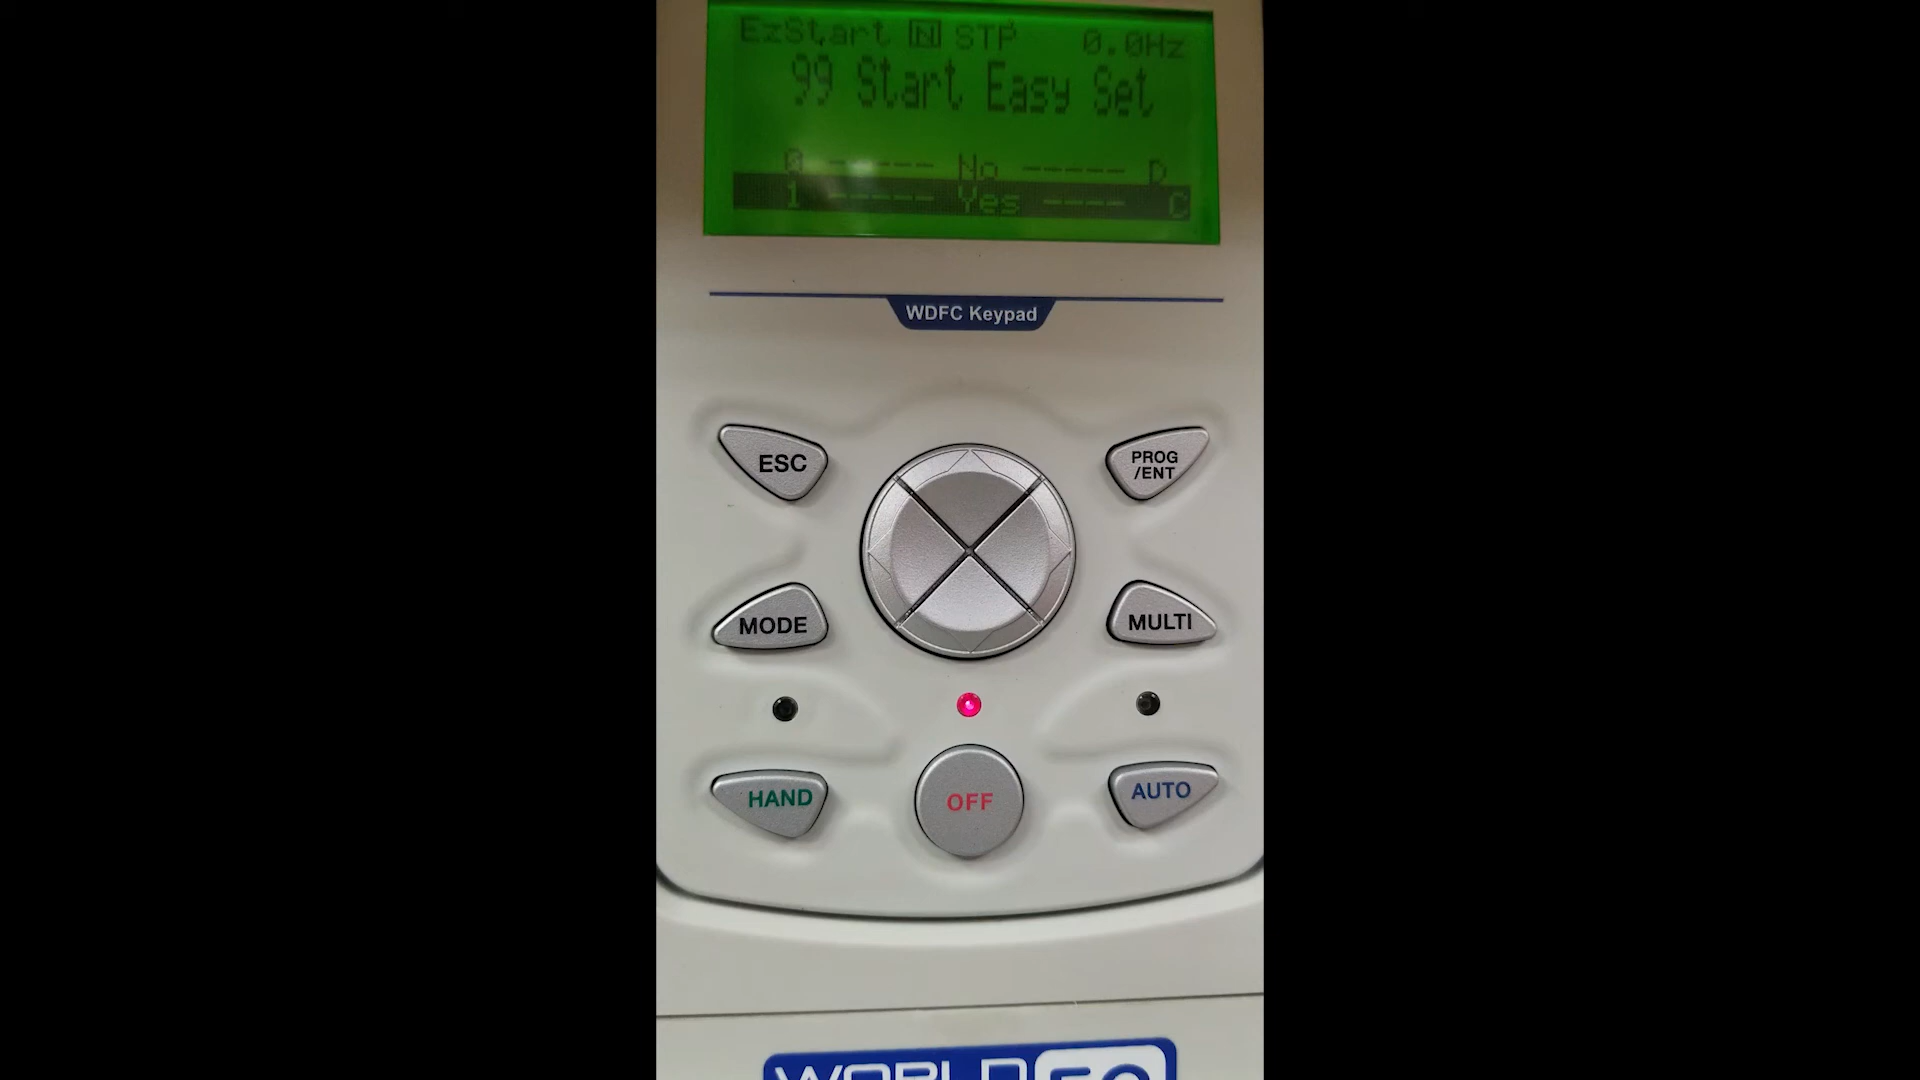 EzStart N STP 0.0Hz
99 Start Easy Set
0 ----- No ----- D
1 ----- Yes ---- C
WDFC Keypad
ESC
PROG
/ENT
MODE
MULTI
HAND
OFF
AUTO
WORLD